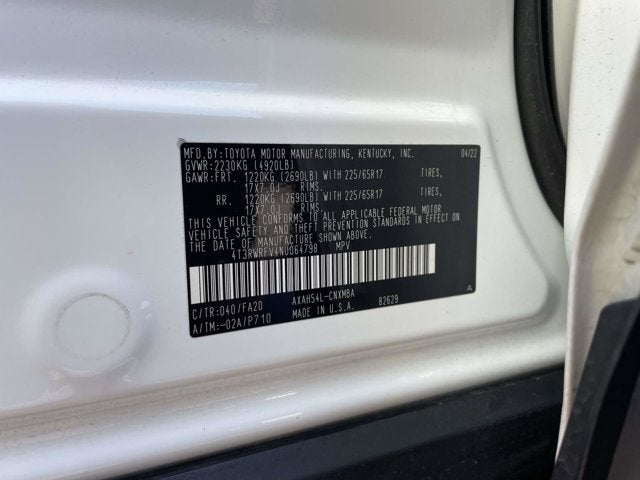 MFD.BY:TOYOTA MOTOR MANUFACTURING, KENTUCKY, INC. 04/22
GVWR:2230KG (4920LB)
GAWR:FRT. 1220KG (2690LB) WITH 225/65R17 TIRES,
17X7.0J RIMS.
RR. 1220KG (2690LB) WITH 225/65R17 TIRES,
17X7.0J RIMS.
THIS VEHICLE CONFORMS TO ALL APPLICABLE FEDERAL MOTOR
VEHICLE SAFETY AND THEFT PREVENTION STANDARDS IN EFFECT
ON THE DATE OF MANUFACTURE SHOWN ABOVE.
4T3RWRFV4NU064798 MPV
C/TR:040/FA20 AXAH54L-CNXMBA A
A/TM:-02A/P710 MADE IN U.S.A. 82629